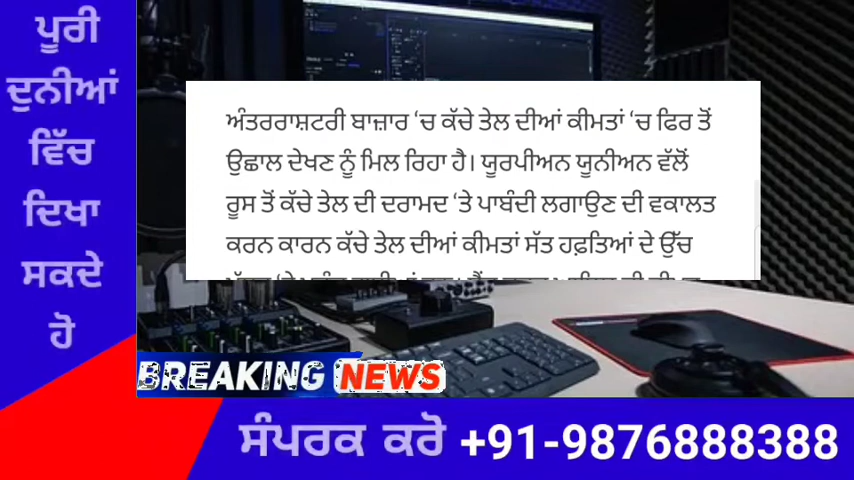 ਪੂਰੀ
ਦੁਨੀਆਂ
ਵਿੱਚ
ਦਿਖਾ
ਸਕਦੇ
ਹੋ
ਅੰਤਰਰਾਸ਼ਟਰੀ ਬਾਜ਼ਾਰ ‘ਚ ਕੱਚੇ ਤੇਲ ਦੀਆਂ ਕੀਮਤਾਂ ‘ਚ ਫਿਰ ਤੋਂ
ਉਛਾਲ ਦੇਖਣ ਨੂੰ ਮਿਲ ਰਿਹਾ ਹੈ। ਯੂਰਪੀਅਨ ਯੂਨੀਅਨ ਵੱਲੋਂ
ਰੂਸ ਤੋਂ ਕੱਚੇ ਤੇਲ ਦੀ ਦਰਾਮਦ ‘ਤੇ ਪਾਬੰਦੀ ਲਗਾਉਣ ਦੀ ਵਕਾਲਤ
ਕਰਨ ਕਾਰਨ ਕੱਚੇ ਤੇਲ ਦੀਆਂ ਕੀਮਤਾਂ ਸੱਤ ਹਫ਼ਤਿਆਂ ਦੇ ਉੱਚ
BREAKING NEWS
ਸੰਪਰਕ ਕਰੋ +91-9876888388